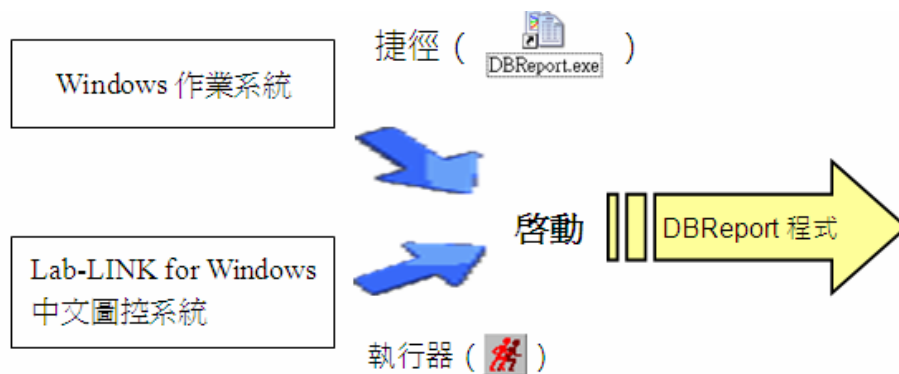 捷徑（ DBReport.exe ）
Windows 作業系統
啓動
DBReport 程式
Lab-LINK for Windows
中文圖控系統
執行器（ ）